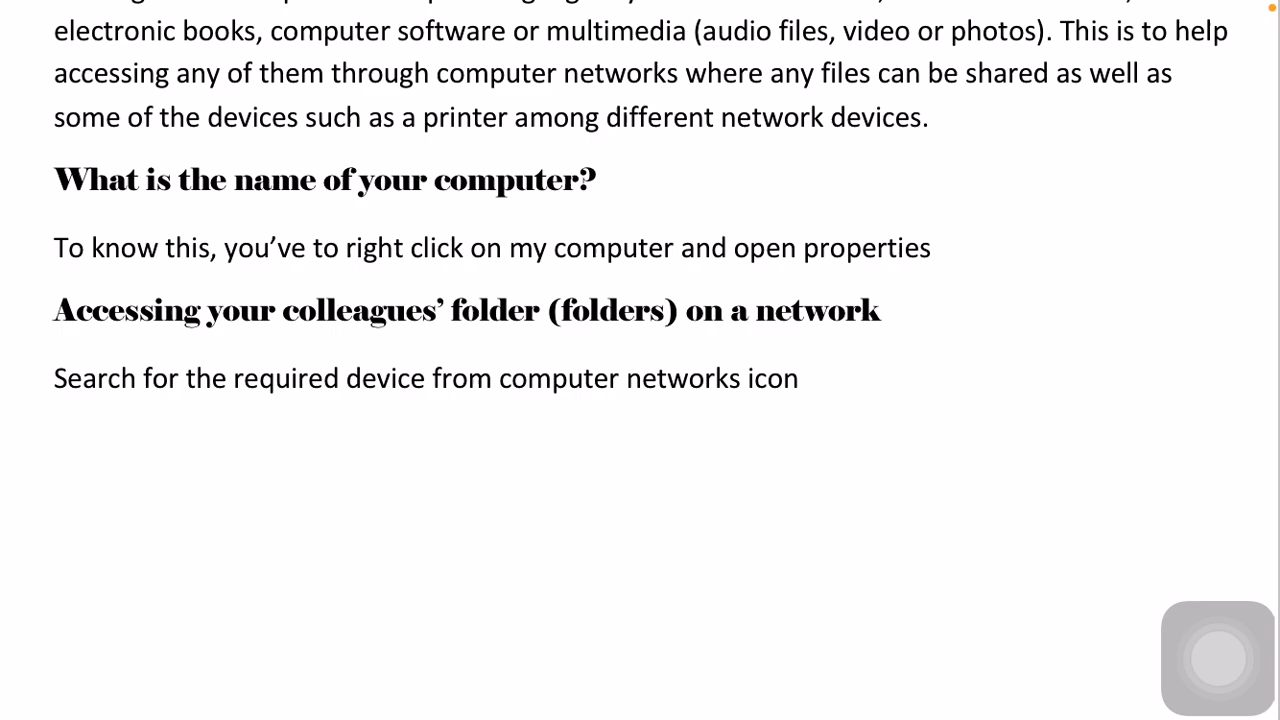 electronic books, computer software or multimedia (audio files, video or photos). This is to help
accessing any of them through computer networks where any files can be shared as well as
some of the devices such as a printer among different network devices.
What is the name of your computer?
To know this, you’ve to right click on my computer and open properties
Accessing your colleagues’ folder (folders) on a network
Search for the required device from computer networks icon